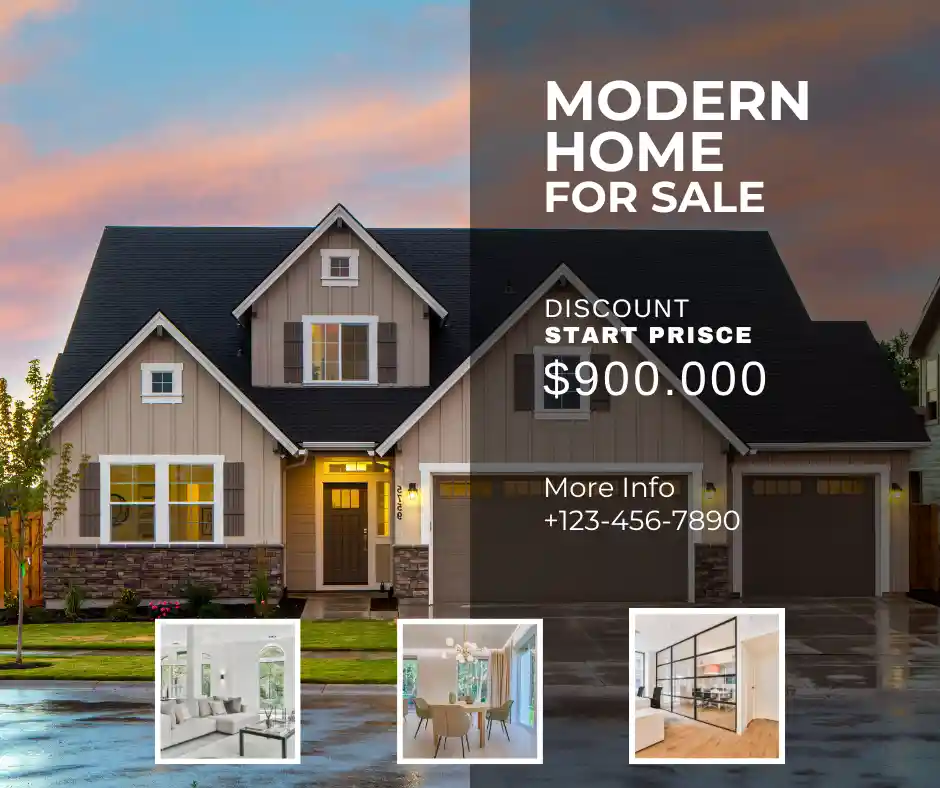 MODERN
HOME
FOR SALE
DISCOUNT
START PRISCE
$900.000
More Info
+123-456-7890